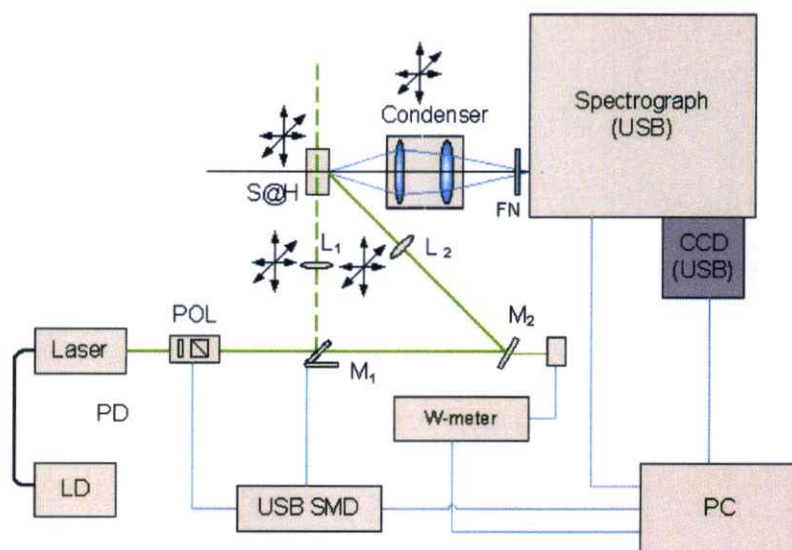 Condenser
Spectrograph
(USB)
S@H
FN
L₁
L₂
CCD
(USB)
POL
M₂
Laser
M₁
PD
W-meter
LD
USB SMD
PC